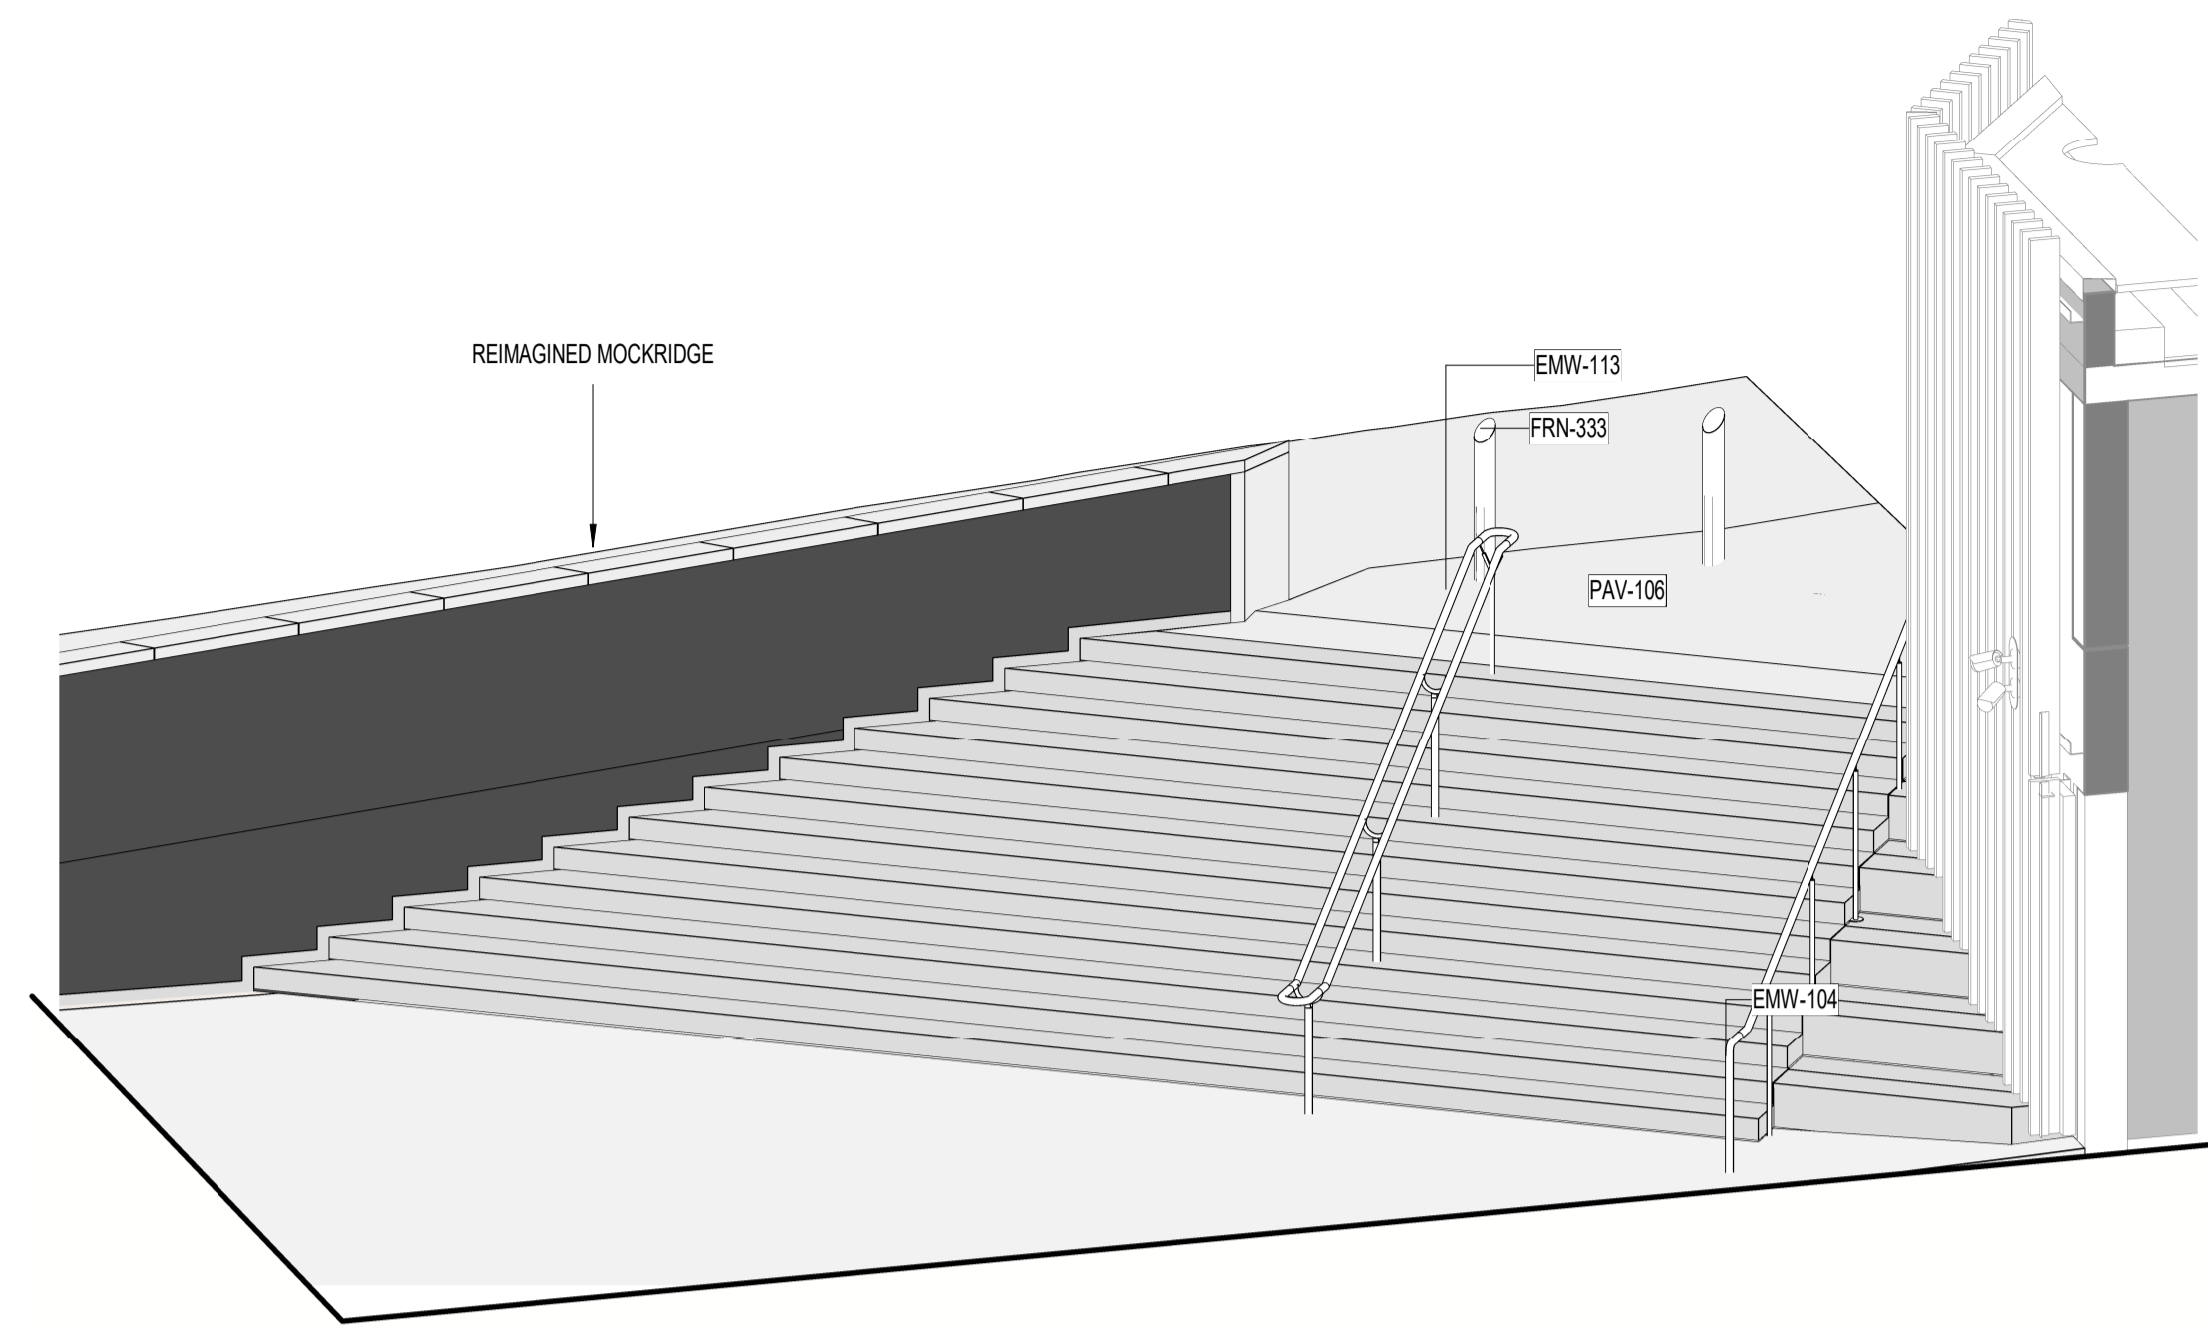 REIMAGINED MOCKRIDGE
EMW-113
FRN-333
PAV-106
EMW-104